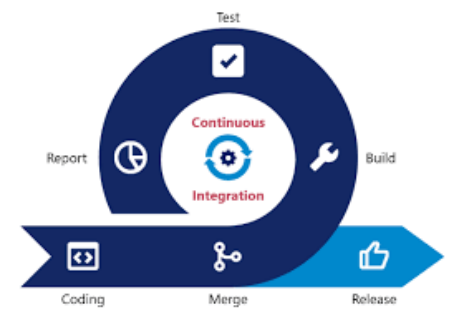 Test
Continuous
Integration
Report
Build
Coding
Merge
Release